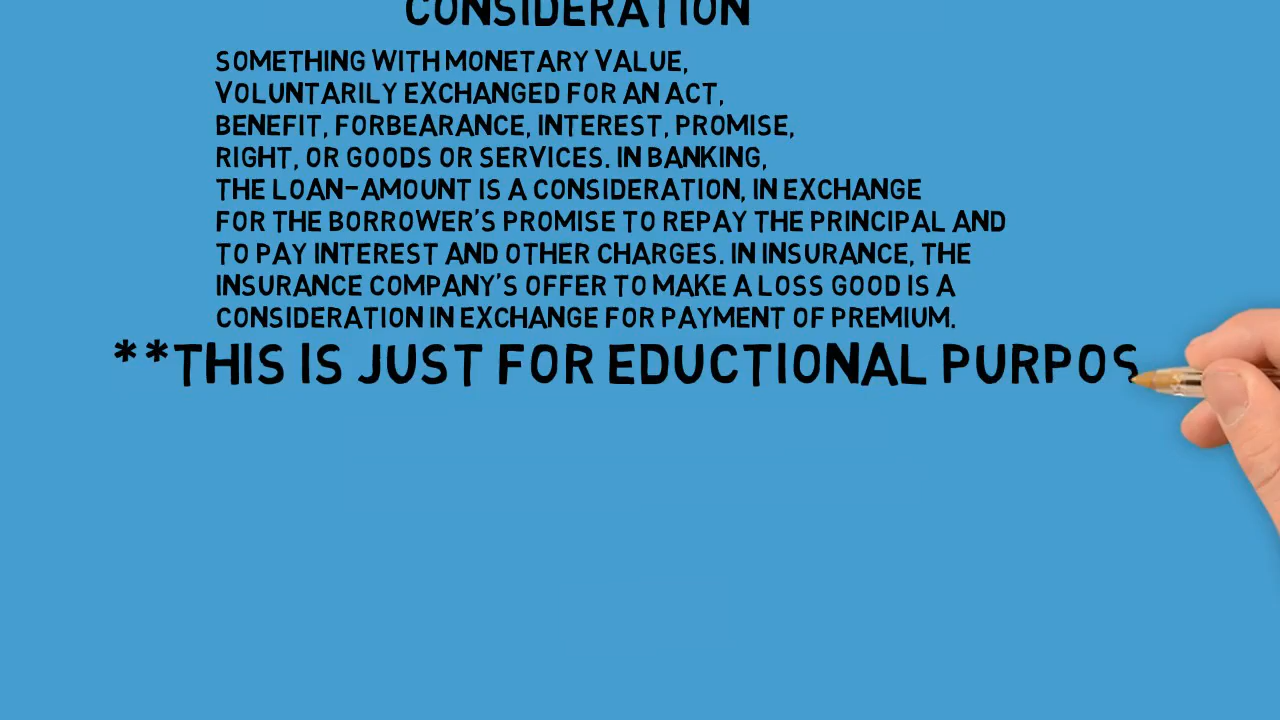 CONSIDERATION
SOMETHING WITH MONETARY VALUE,
VOLUNTARILY EXCHANGED FOR AN ACT,
BENEFIT, FORBEARANCE, INTEREST, PROMISE,
RIGHT, OR GOODS OR SERVICES. IN BANKING,
THE LOAN-AMOUNT IS A CONSIDERATION, IN EXCHANGE
FOR THE BORROWER'S PROMISE TO REPAY THE PRINCIPAL AND
TO PAY INTEREST AND OTHER CHARGES. IN INSURANCE, THE
INSURANCE COMPANY'S OFFER TO MAKE A LOSS GOOD IS A
CONSIDERATION IN EXCHANGE FOR PAYMENT OF PREMIUM.
**THIS IS JUST FOR EDUCTIONAL PURPOS